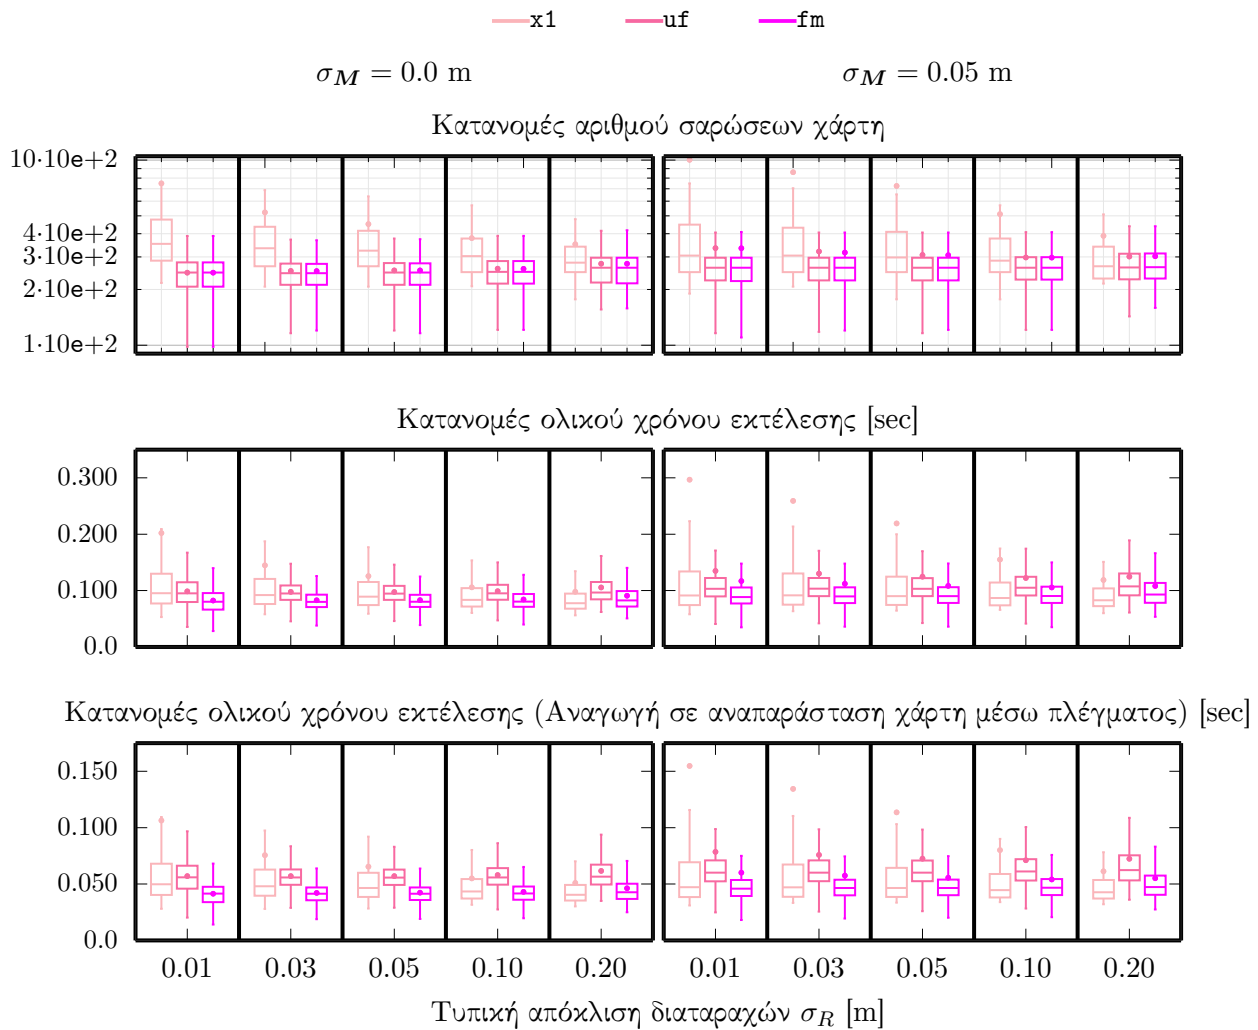 x1 uf fm
σ_M = 0.0 m σ_M = 0.05 m
Κατανομές αριθμού σαρώσεων χάρτη
10·10e+2
4·10e+2
3·10e+2
2·10e+2
1·10e+2
Κατανομές ολικού χρόνου εκτέλεσης [sec]
0.300
0.200
0.100
0.0
Κατανομές ολικού χρόνου εκτέλεσης (Αναγωγή σε αναπαράσταση χάρτη μέσω πλέγματος) [sec]
0.150
0.100
0.050
0.0
0.01 0.03 0.05 0.10 0.20 0.01 0.03 0.05 0.10 0.20
Τυπική απόκλιση διαταραχών σ_R [m]